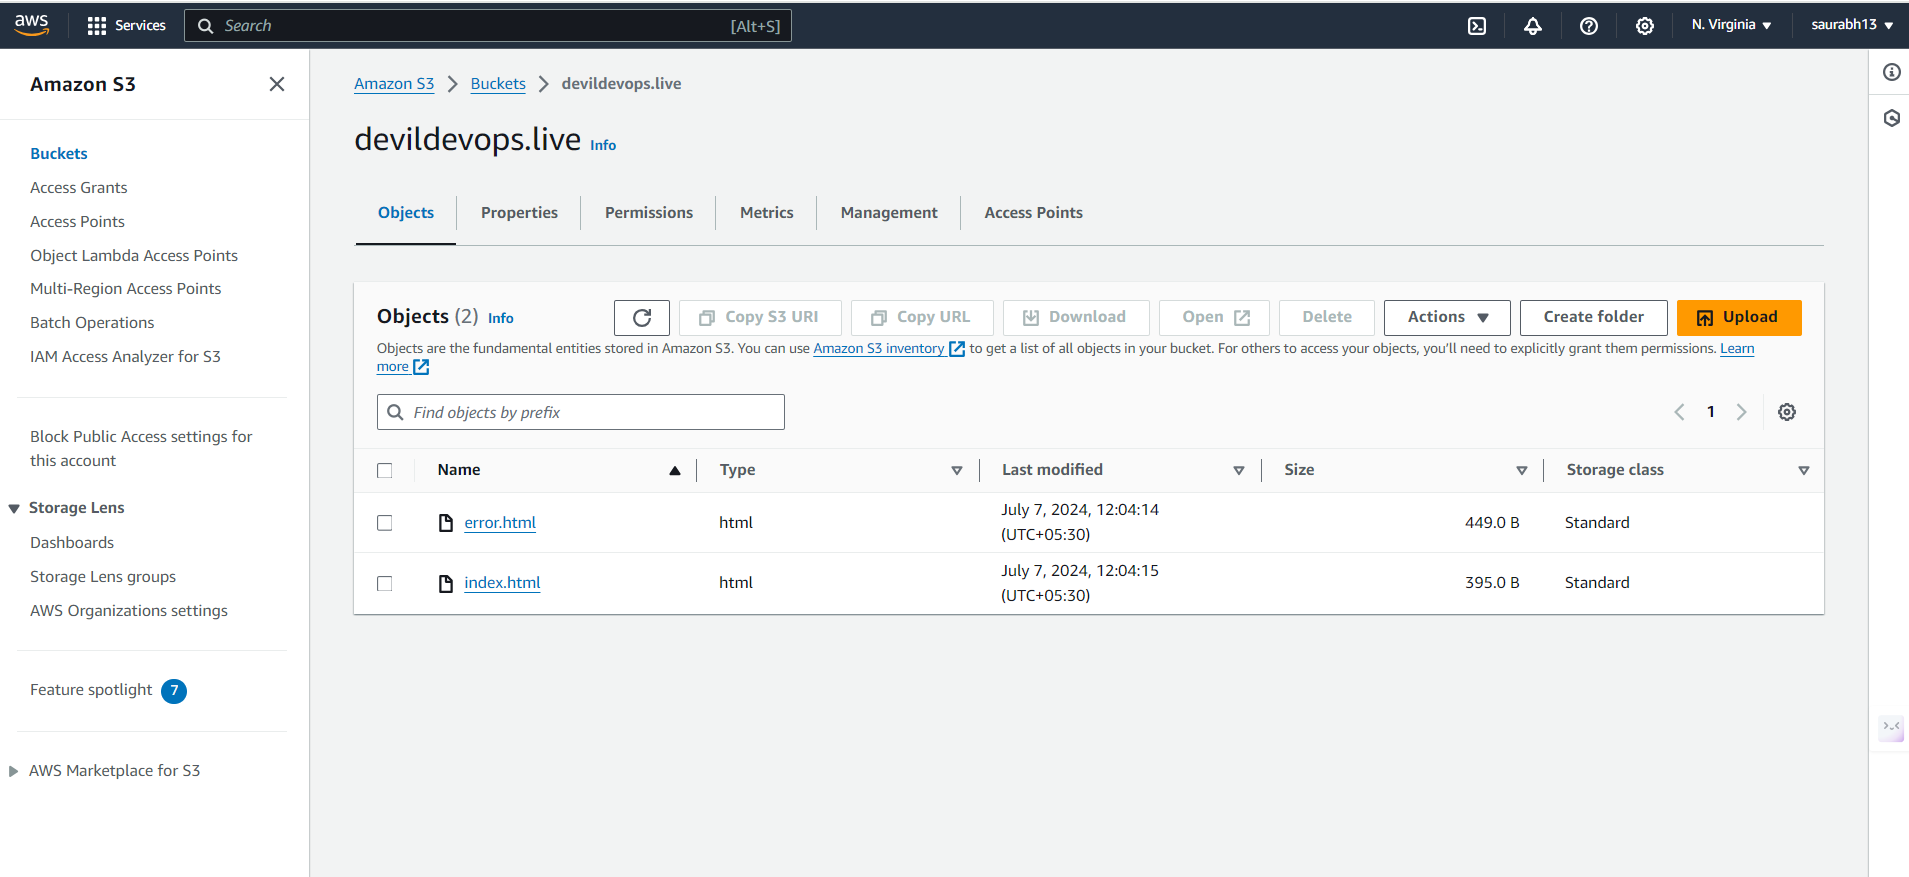 aws
Services
Search [Alt+S]
N. Virginia
saurabh13
Amazon S3
Buckets
Access Grants
Access Points
Object Lambda Access Points
Multi-Region Access Points
Batch Operations
IAM Access Analyzer for S3
Block Public Access settings for
this account
Storage Lens
Dashboards
Storage Lens groups
AWS Organizations settings
Feature spotlight 7
AWS Marketplace for S3
Amazon S3 Buckets devildevops.live
devildevops.live Info
Objects Properties Permissions Metrics Management Access Points
Objects (2) Info
Copy S3 URI Copy URL Download Open Delete Actions Create folder Upload
Objects are the fundamental entities stored in Amazon S3. You can use Amazon S3 inventory to get a list of all objects in your bucket. For others to access your objects, you'll need to explicitly grant them permissions. Learn
more
Find objects by prefix
1
Name Type Last modified Size Storage class
error.html html July 7, 2024, 12:04:14 (UTC+05:30) 449.0 B Standard
index.html html July 7, 2024, 12:04:15 (UTC+05:30) 395.0 B Standard